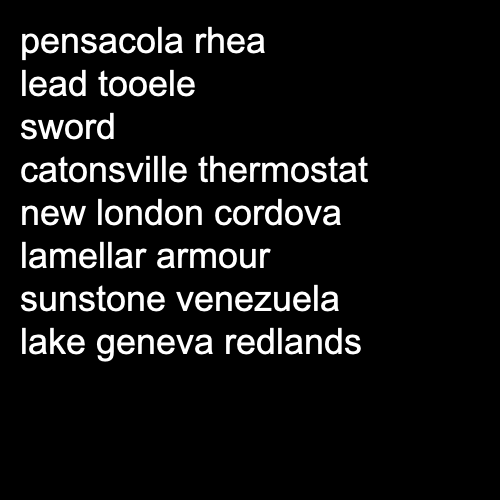 pensacola rhea
lead tooele
sword
catonsville thermostat
new london cordova
lamellar armour
sunstone venezuela
lake geneva redlands